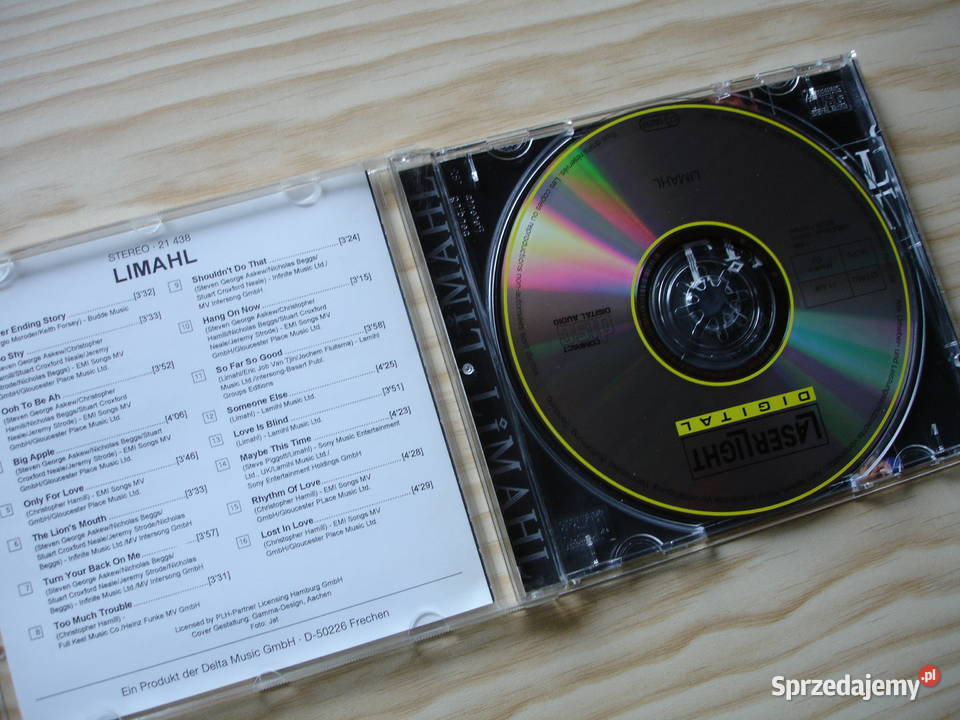 STEREO · 21 438
LIMAHL
er Ending Story [3'32]
gio Moroder/Keith Forsey) - Budde Music
o Shy [3'33]
(Steven George Askew/Christopher
Hamill/Stuart Croxford Neale/Jeremy
Strode/Nicholas Beggs) - EMI Songs MV
GmbH/Gloucester Place Music Ltd.
Ooh To Be Ah [3'52]
(Steven George Askew/Christopher
Hamill/Nicholas Beggs/Stuart Croxford
Neale/Jeremy Strode) - EMI Songs MV
GmbH/Gloucester Place Music Ltd.
Big Apple [4'06]
(Steven George Askew/Nicholas Beggs/Stuart
Croxford Neale/Jeremy Strode) - EMI Songs MV
GmbH/Gloucester Place Music Ltd.
5 Only For Love [3'46]
(Christopher Hamill) - EMI Songs MV
GmbH/Gloucester Place Music Ltd.
6 The Lion's Mouth [3'33]
(Steven George Askew/Nicholas Beggs/
Stuart Croxford Neale/Jeremy Strode/Nicholas
Beggs) - Infinite Music Ltd./MV Intersong GmbH
7 Turn Your Back On Me [3'57]
(Steven George Askew/Nicholas Beggs/
Stuart Croxford Neale/Jeremy Strode/Nicholas
Beggs) - Infinite Music Ltd./MV Intersong GmbH
8 Too Much Trouble [3'31]
(Christopher Hamill) -
Full Keel Music Co./Heinz Funke MV GmbH
9 Shouldn't Do That [3'24]
(Steven George Askew/Nicholas Beggs/
Stuart Croxford Neale) - Infinite Music Ltd./
MV Intersong GmbH
10 Hang On Now [3'15]
(Steven George Askew/Christopher
Hamill/Nicholas Beggs/Stuart Croxford
Neale/Jeremy Strode) - EMI Songs MV
GmbH/Gloucester Place Music Ltd.
11 So Far So Good [3'58]
(Limahl/Eric Job Van Tijn/Jochem Fluitsma) - Lamihl
Music Ltd./Intersong-Basart Publ.
Groups Editions
12 Someone Else [4'25]
(Limahl) - Lamihl Music Ltd.
13 Love Is Blind [3'51]
(Limahl) - Lamihl Music Ltd.
14 Maybe This Time [4'23]
(Steve Piggott/Limahl) - Sony Music Entertainment
Ltd., UK/Lamihl Music Ltd./
Sony Entertainment Holdings GmbH
15 Rhythm Of Love [4'28]
(Christopher Hamill) - EMI Songs MV
GmbH/Gloucester PLace Music Ltd.
16 Lost In Love [4'29]
(Christopher Hamill) - EMI Songs MV
GmbH/Gloucester Place Music Ltd.
Licensed by PLH-Partner Licensing Hamburg GmbH
Cover Gestaltung: Gamma-Design, Aachen
Foto: Jat
Ein Produkt der Delta Music GmbH · D-50226 Frechen
LIMAHL · LIMAHL
LIMAHL
COMPACT
disc
DIGITAL AUDIO
LASERLIGHT
DIGITAL
Sprzedajemy.pl